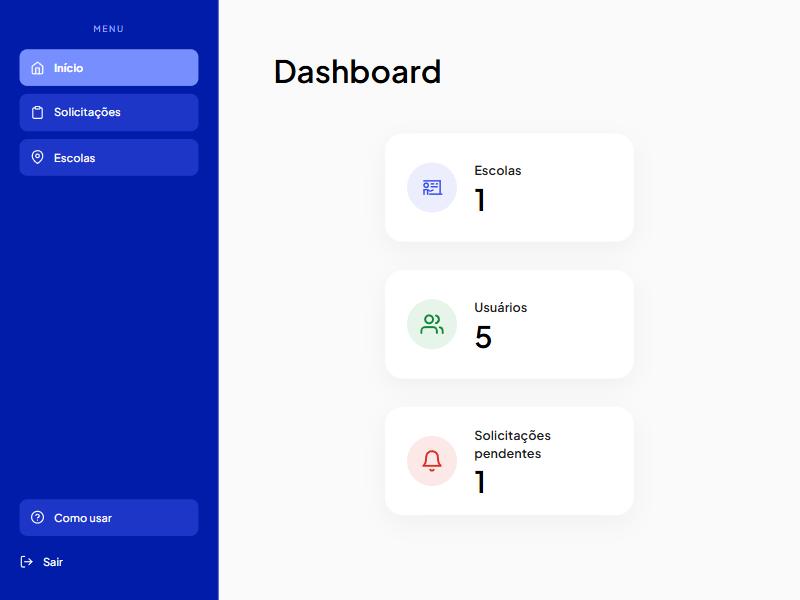 MENU
Início
Solicitações
Escolas
Como usar
Sair
Dashboard
Escolas
1
Usuários
5
Solicitações
pendentes
1